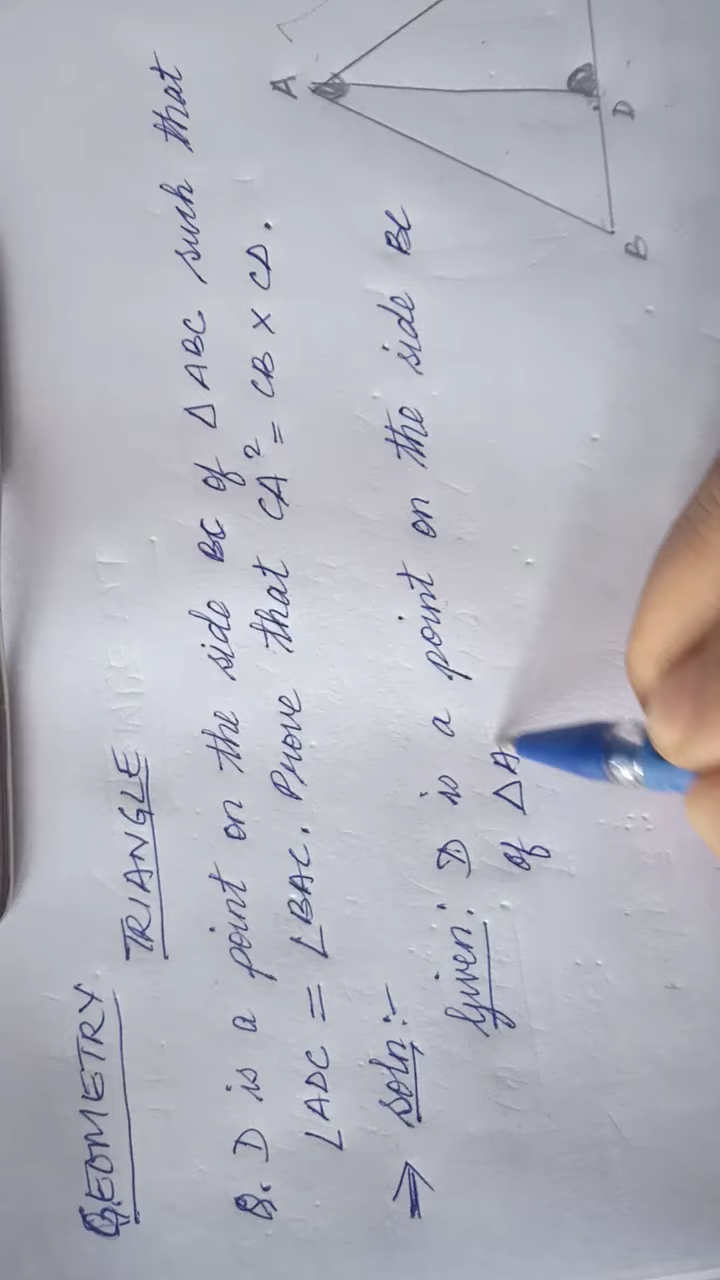 GEOMETRY
TRIANGLE
Q. D is a point on the side BC of △ABC such that
∠ADC = ∠BAC. Prove that CA² = CB × CD.
⇒ Soln:-
Given: D is a point on the side BC
of △A
A
B
D